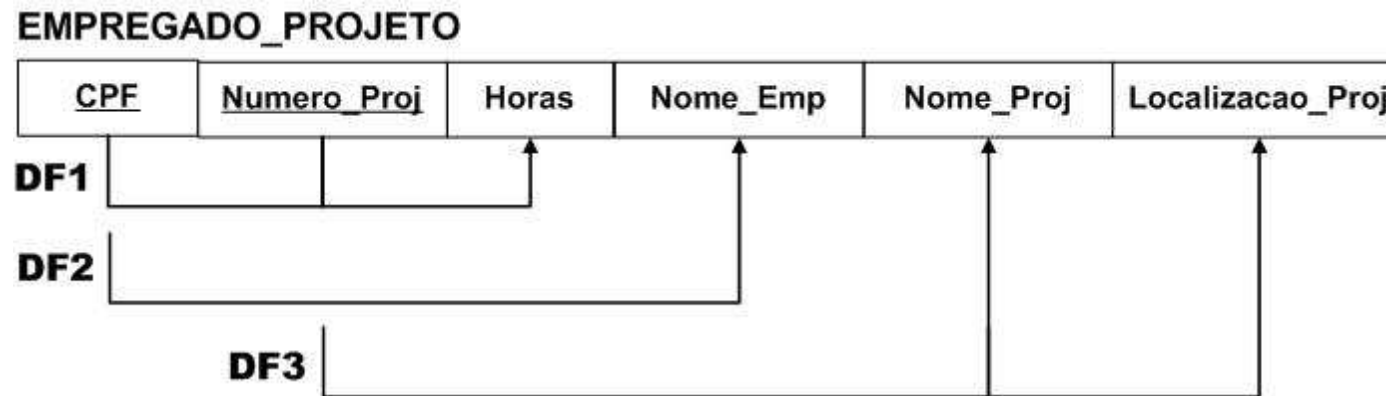 EMPREGADO_PROJETO
CPF Numero_Proj Horas Nome_Emp Nome_Proj Localizacao_Proj
DF1
DF2
DF3